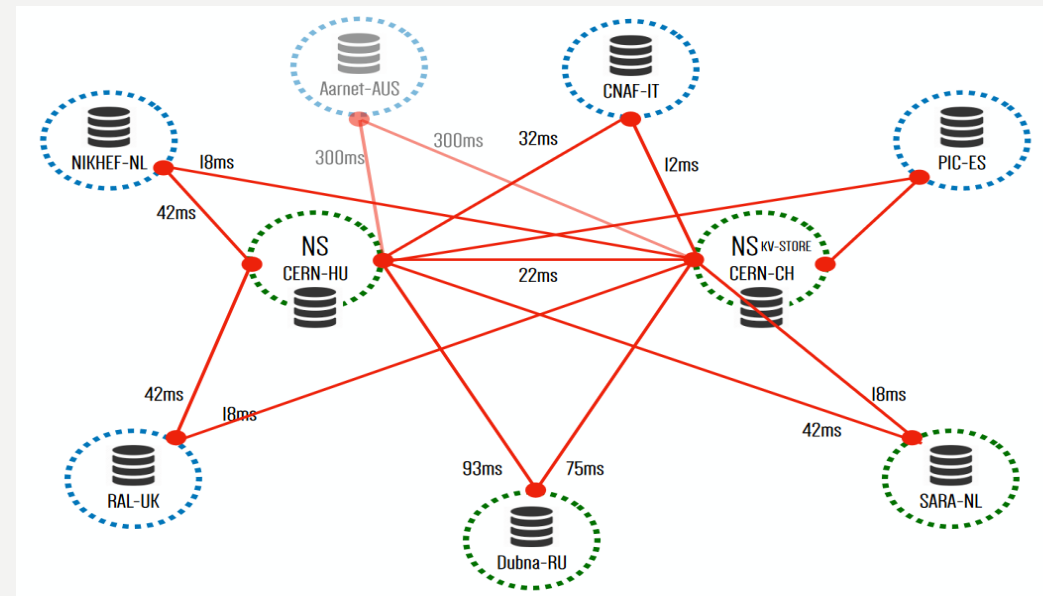 Aarnet-AUS
CNAF-IT
NIKHEF-NL
PIC-ES
18ms
300ms
300ms
32ms
12ms
42ms
NS
CERN-HU
NS KV-STORE
CERN-CH
22ms
42ms
18ms
18ms
42ms
93ms
75ms
RAL-UK
SARA-NL
Dubna-RU